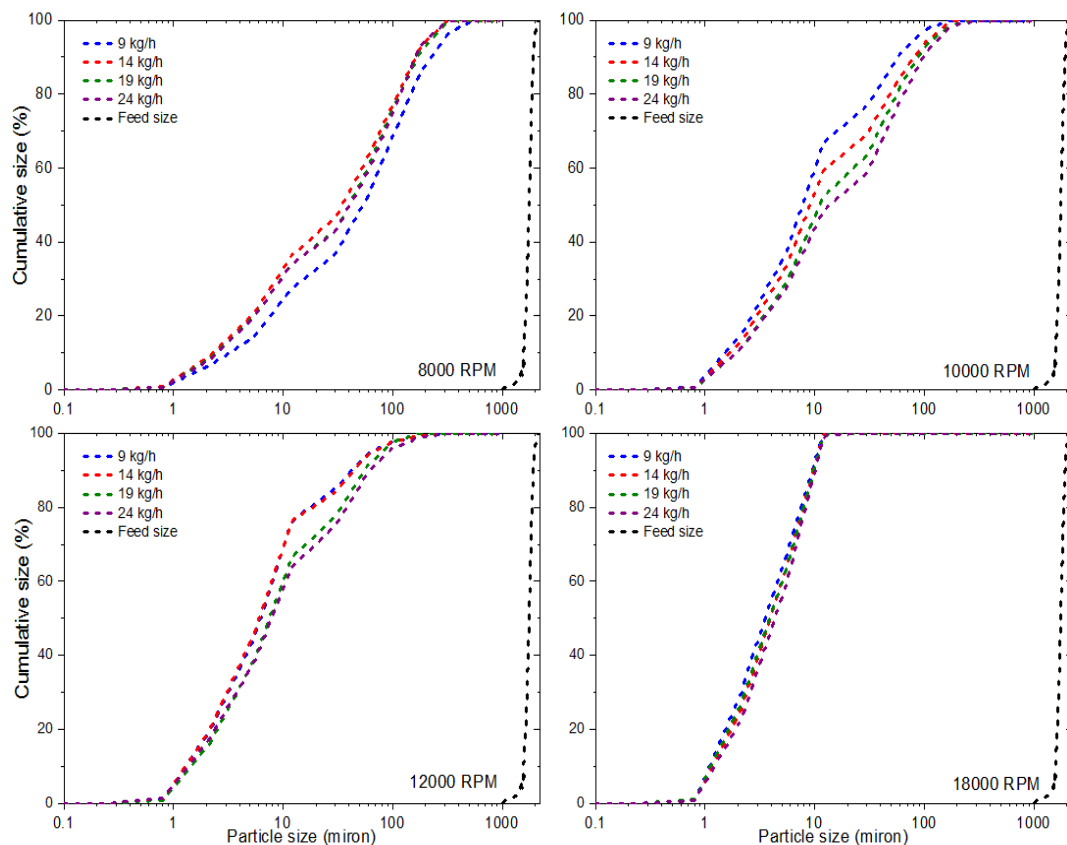 100
80
60
40
20
0
Cumulative size (%)
9 kg/h
14 kg/h
19 kg/h
24 kg/h
Feed size
8000 RPM
0.1 1 10 100 1000
100
80
60
40
20
0
9 kg/h
14 kg/h
19 kg/h
24 kg/h
Feed size
10000 RPM
0.1 1 10 100 1000
100
80
60
40
20
0
Cumulative size (%)
9 kg/h
14 kg/h
19 kg/h
24 kg/h
Feed size
12000 RPM
0.1 1 10 100 1000
Particle size (miron)
100
80
60
40
20
0
9 kg/h
14 kg/h
19 kg/h
24 kg/h
Feed size
18000 RPM
0.1 1 10 100 1000
Particle size (miron)